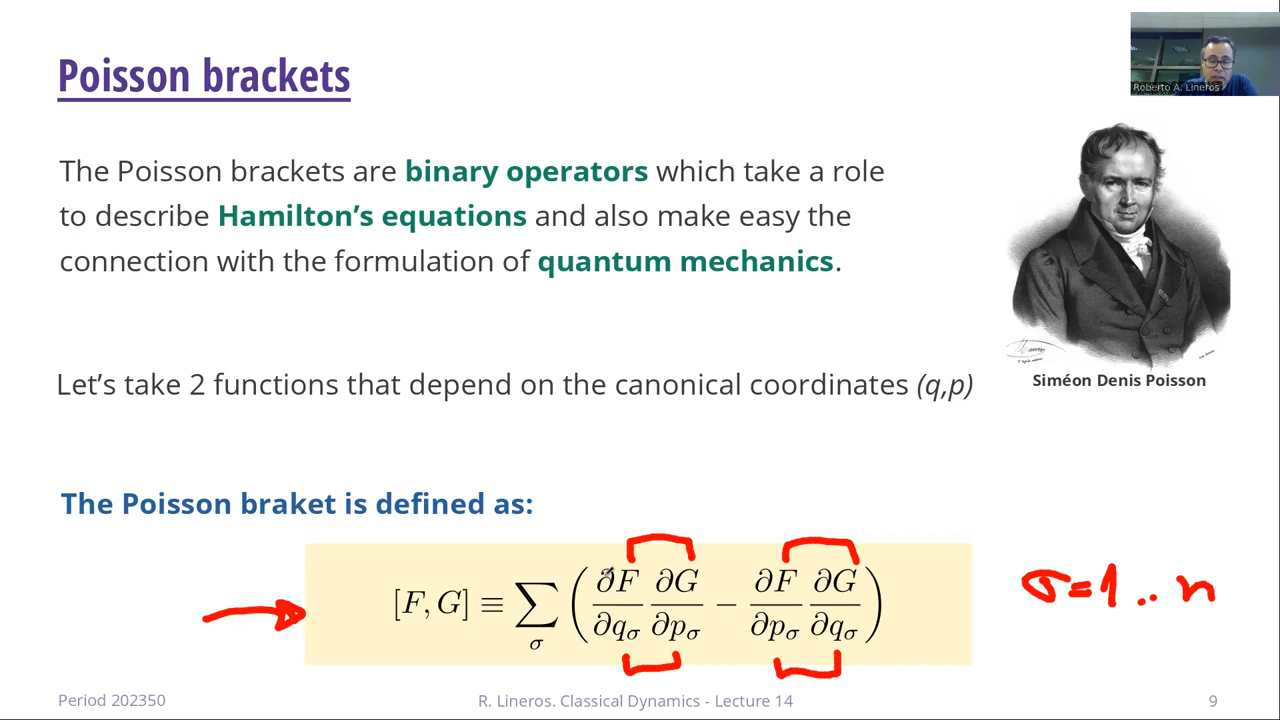 Poisson brackets
Roberto A. Lineros
The Poisson brackets are binary operators which take a role
to describe Hamilton's equations and also make easy the
connection with the formulation of quantum mechanics.
Let's take 2 functions that depend on the canonical coordinates (q,p)
Siméon Denis Poisson
The Poisson braket is defined as:
[F, G] ≡ ∑_σ ( ∂F/∂q_σ ∂G/∂p_σ − ∂F/∂p_σ ∂G/∂q_σ )
σ=1 .. n
Period 202350
R. Lineros. Classical Dynamics - Lecture 14
9